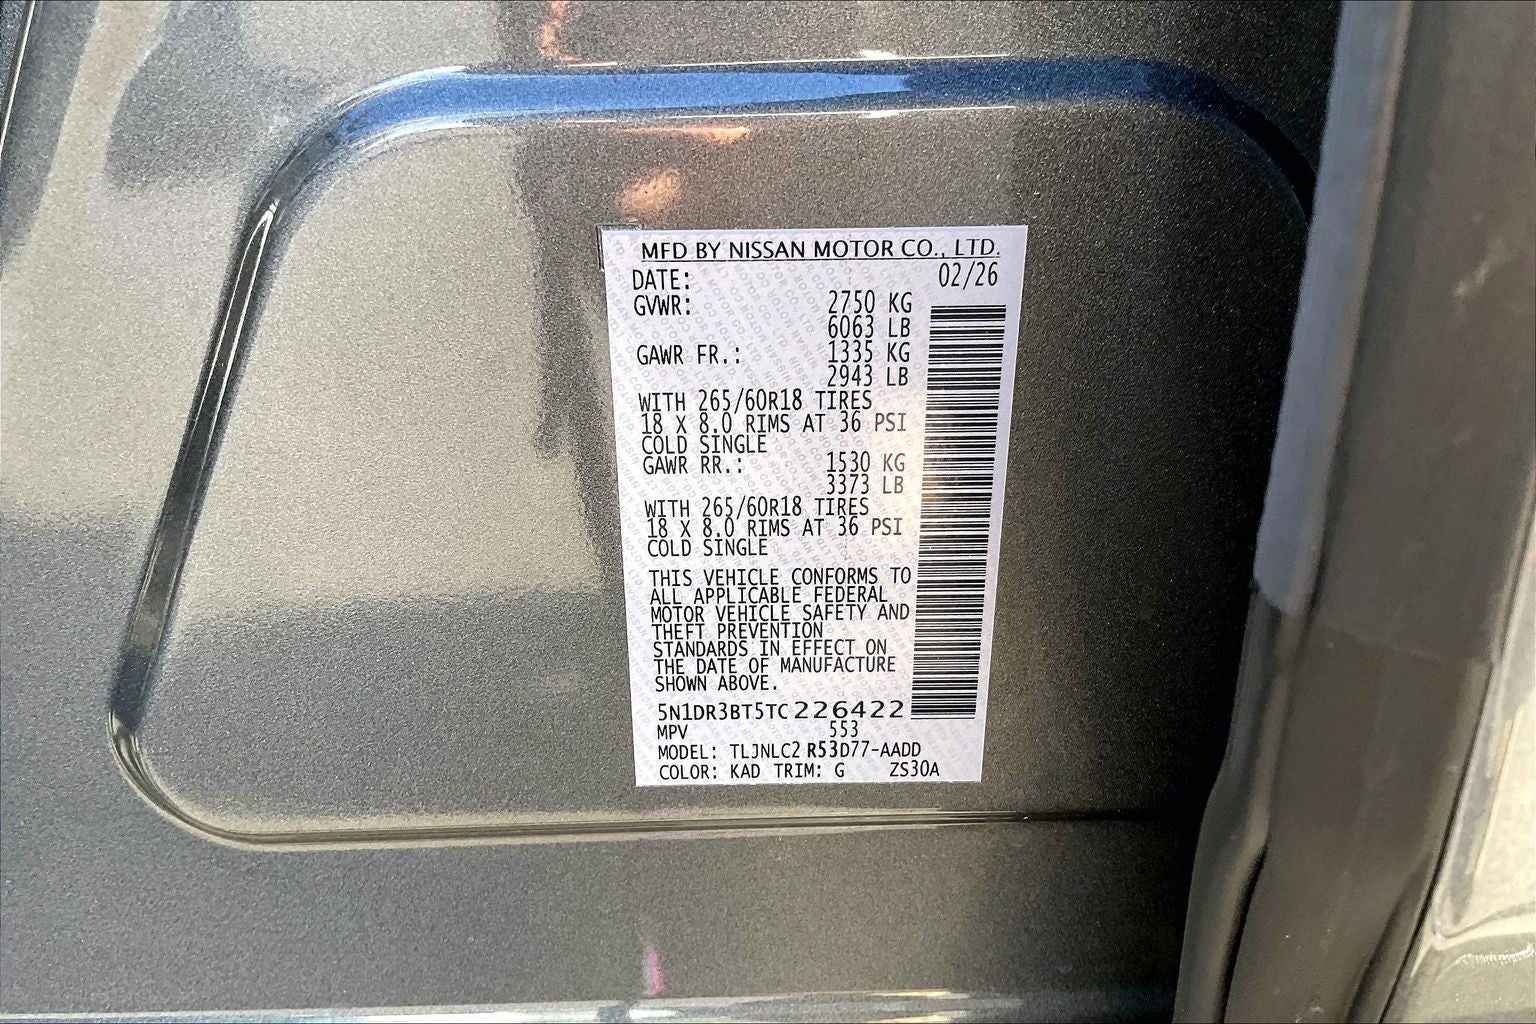 MFD BY NISSAN MOTOR CO., LTD.
DATE: 02/26
GVWR: 2750 KG
6063 LB
GAWR FR.: 1335 KG
2943 LB
WITH 265/60R18 TIRES
18 X 8.0 RIMS AT 36 PSI
COLD SINGLE
GAWR RR.: 1530 KG
3373 LB
WITH 265/60R18 TIRES
18 X 8.0 RIMS AT 36 PSI
COLD SINGLE
THIS VEHICLE CONFORMS TO
ALL APPLICABLE FEDERAL
MOTOR VEHICLE SAFETY AND
THEFT PREVENTION
STANDARDS IN EFFECT ON
THE DATE OF MANUFACTURE
SHOWN ABOVE.
5N1DR3BT5TC226422
MPV 553
MODEL: TLJNLC2 R53D77-AADD
COLOR: KAD TRIM: G ZS30A